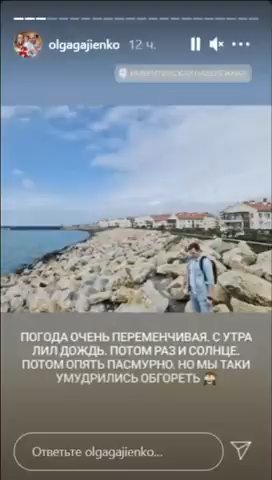 olgagajienko 12 ч.
ПОГОДА ОЧЕНЬ ПЕРЕМЕНЧИВАЯ. С УТРА
ЛИЛ ДОЖДЬ. ПОТОМ РАЗ И СОЛНЦЕ.
ПОТОМ ОПЯТЬ ПАСМУРНО. НО МЫ ТАКИ
УМУДРИЛИСЬ ОБГОРЕТЬ
Ответьте olgagajienko...